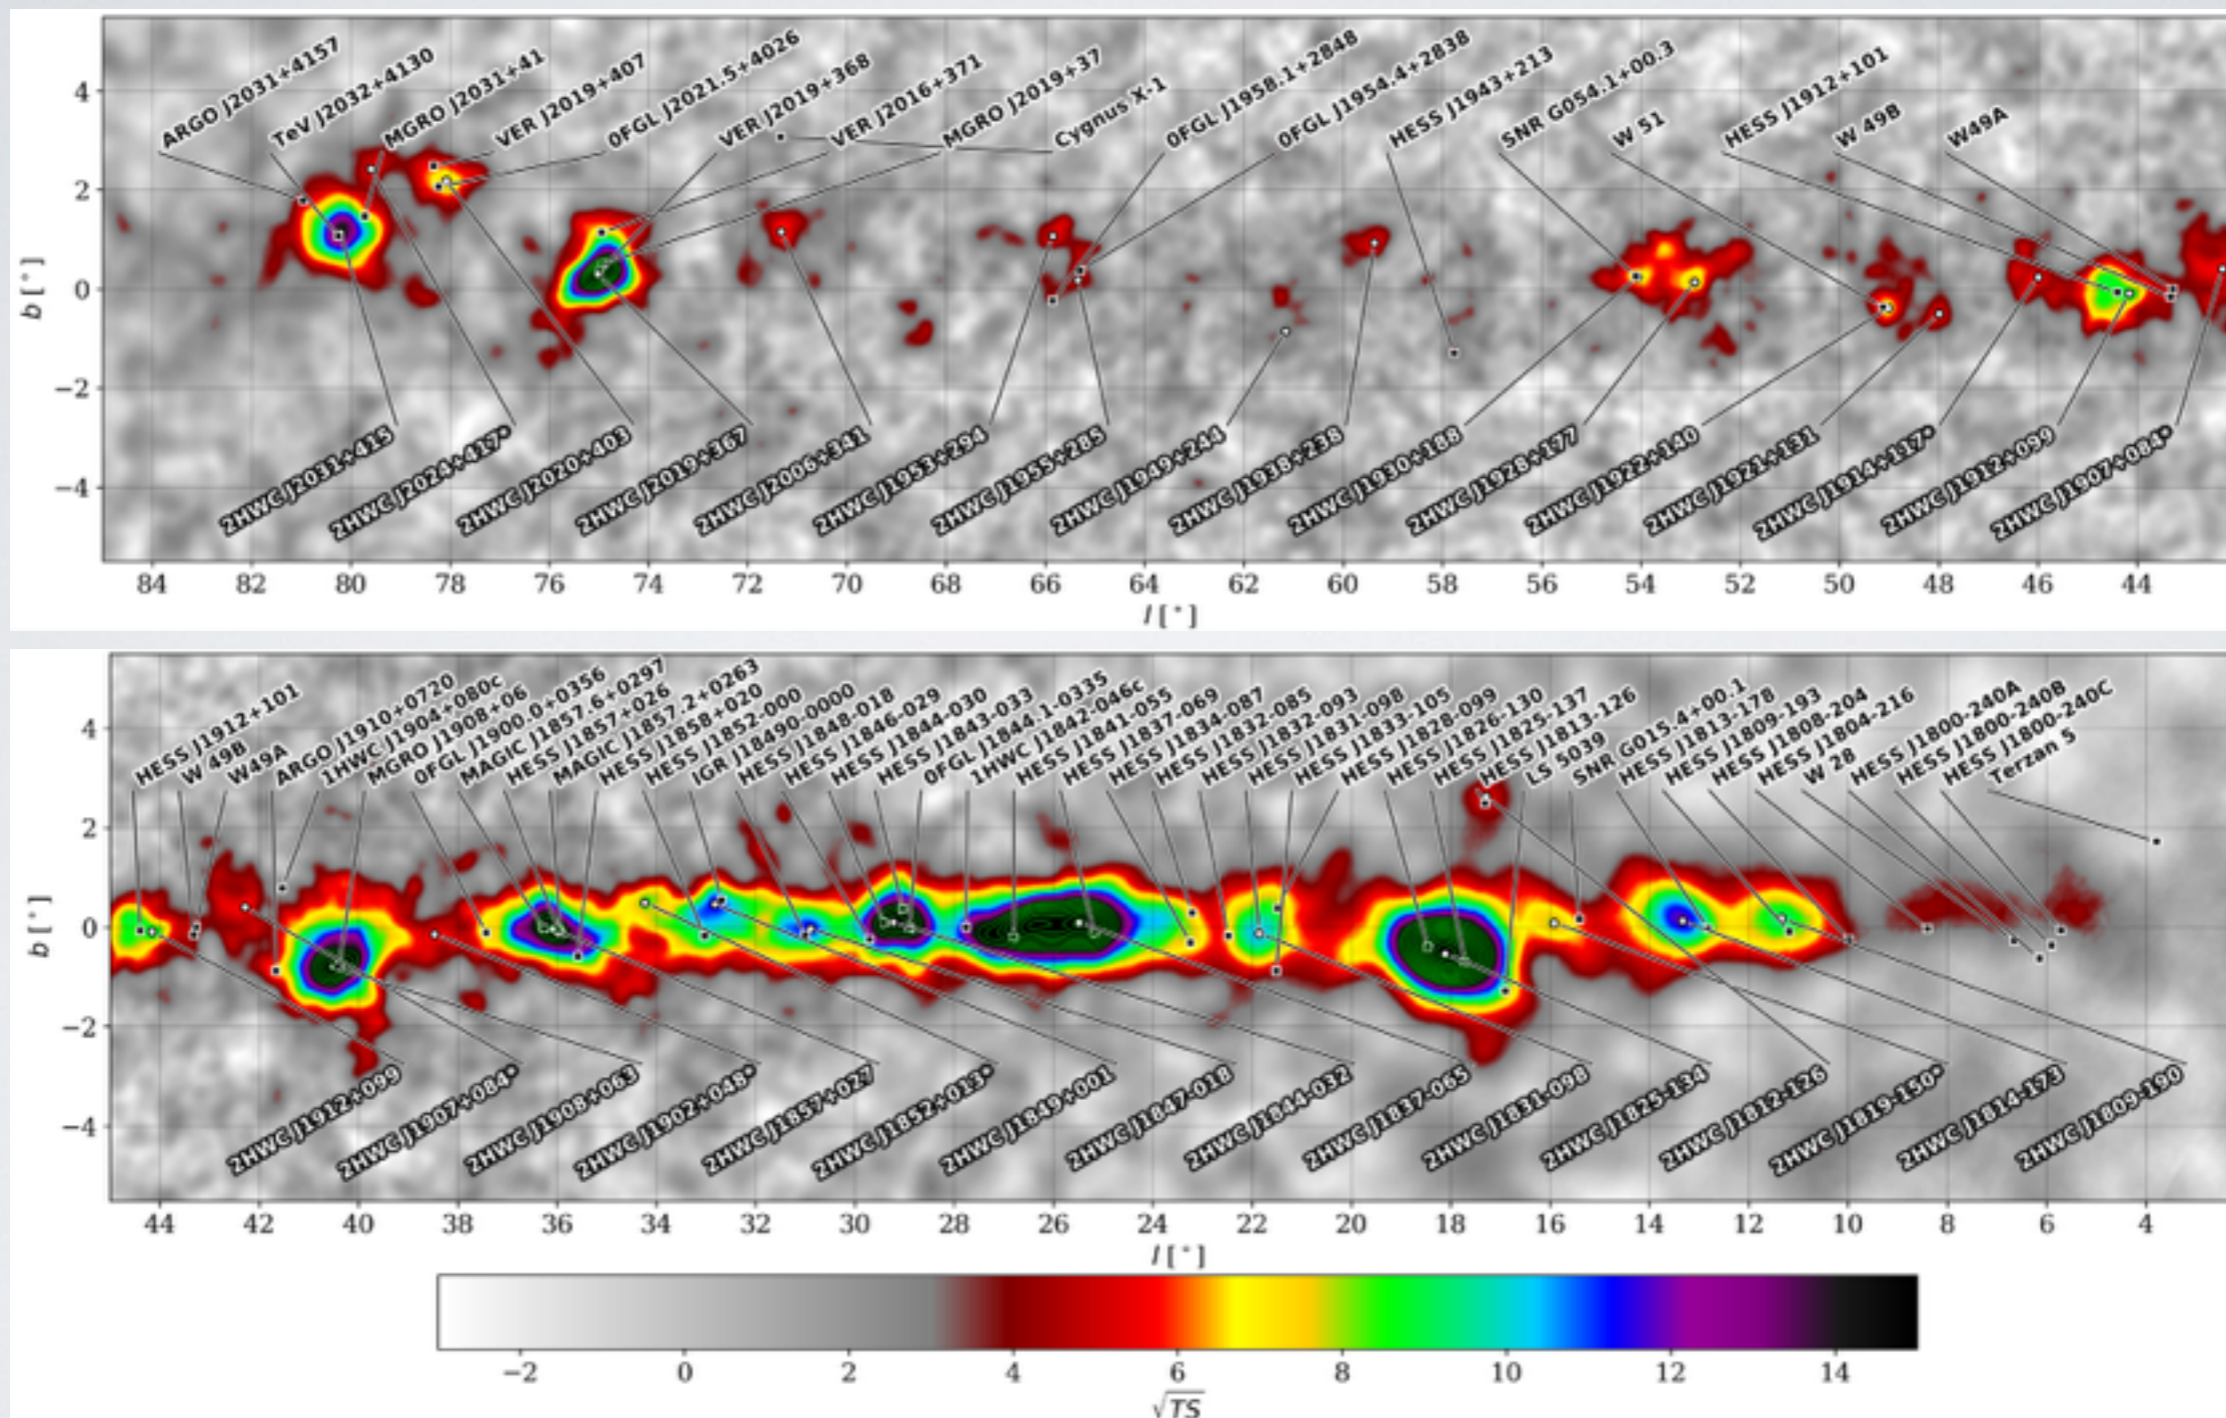 ARGO J2031+4157
TeV J2032+4130
MGRO J2031+41
VER J2019+407
0FGL J2021.5+4026
VER J2019+368
VER J2016+371
MGRO J2019+37
Cygnus X-1
0FGL J1958.1+2848
0FGL J1954.4+2838
HESS J1943+213
SNR G054.1+00.3
W 51
HESS J1912+101
W 49B
W49A
4
2
0
−2
−4
b [°]
2HWC J2031+415
2HWC J2024+417*
2HWC J2020+403
2HWC J2019+367
2HWC J2006+341
2HWC J1953+294
2HWC J1955+285
2HWC J1949+244
2HWC J1938+238
2HWC J1930+188
2HWC J1928+177
2HWC J1922+140
2HWC J1921+131
2HWC J1914+117*
2HWC J1912+099
2HWC J1907+084*
84 82 80 78 76 74 72 70 68 66 64 62 60 58 56 54 52 50 48 46 44
l [°]
HESS J1912+101
W 49B
W49A
ARGO J1910+0720
1HWC J1904+080c
MGRO J1908+06
0FGL J1900.0+0356
MAGIC J1857.6+0297
HESS J1857+026
MAGIC J1857.2+0263
HESS J1858+020
HESS J1852-000
IGR J18490-0000
HESS J1848-018
HESS J1846-029
HESS J1844-030
HESS J1843-033
0FGL J1844.1-0335
1HWC J1842-046c
HESS J1841-055
HESS J1837-069
HESS J1834-087
HESS J1832-085
HESS J1832-093
HESS J1831-098
HESS J1833-105
HESS J1828-099
HESS J1826-130
HESS J1825-137
HESS J1813-126
LS 5039
SNR G015.4+00.1
HESS J1813-178
HESS J1809-193
HESS J1808-204
HESS J1804-216
W 28
HESS J1800-240A
HESS J1800-240B
HESS J1800-240C
Terzan 5
4
2
0
−2
−4
b [°]
2HWC J1912+099
2HWC J1907+084*
2HWC J1908+063
2HWC J1902+048*
2HWC J1857+027
2HWC J1852+013*
2HWC J1849+001
2HWC J1847-018
2HWC J1844-032
2HWC J1837-065
2HWC J1831-098
2HWC J1825-134
2HWC J1812-126
2HWC J1819-150*
2HWC J1814-173
2HWC J1809-190
44 42 40 38 36 34 32 30 28 26 24 22 20 18 16 14 12 10 8 6 4
l [°]
−2 0 2 4 6 8 10 12 14
√TS